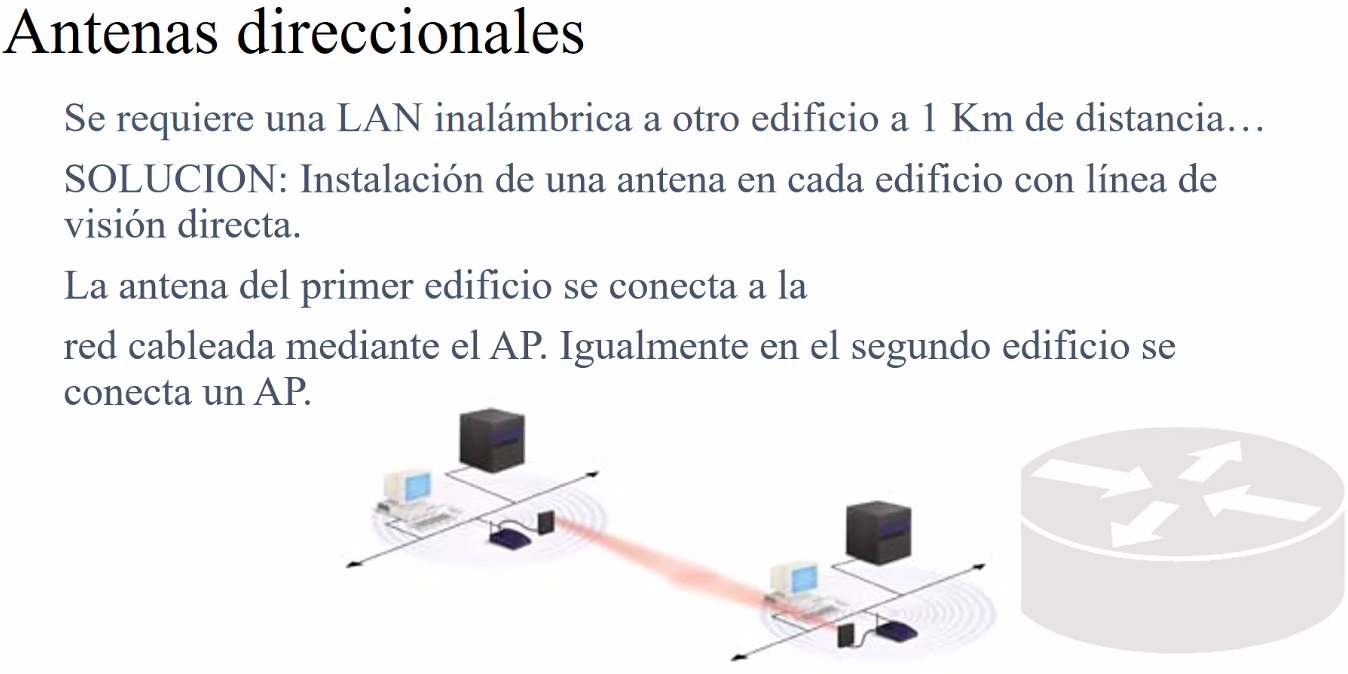 Antenas direccionales
Se requiere una LAN inalámbrica a otro edificio a 1 Km de distancia…
SOLUCION: Instalación de una antena en cada edificio con línea de
visión directa.
La antena del primer edificio se conecta a la
red cableada mediante el AP. Igualmente en el segundo edificio se
conecta un AP.